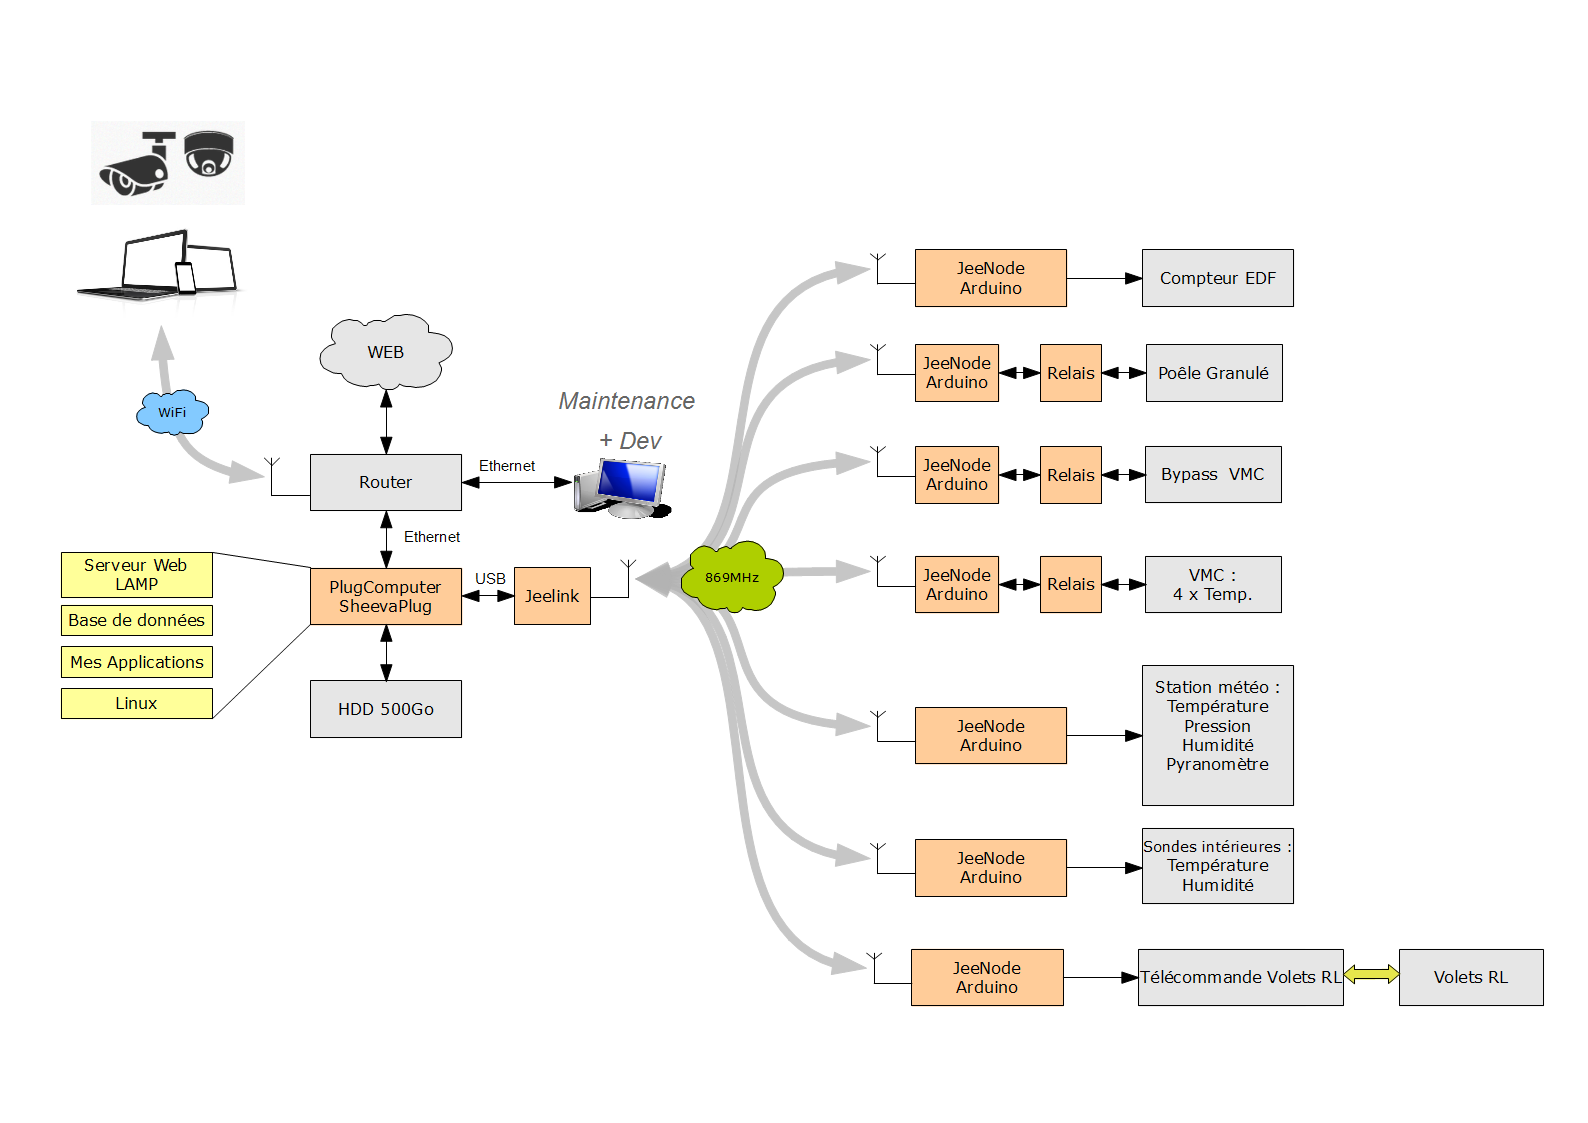 WEB
WiFi
Maintenance
+ Dev
Router
Ethernet
Ethernet
Serveur Web
LAMP
Base de données
Mes Applications
Linux
PlugComputer
SheevaPlug
USB
Jeelink
HDD 500Go
869MHz
JeeNode
Arduino
Compteur EDF
JeeNode
Arduino
Relais
Poêle Granulé
JeeNode
Arduino
Relais
Bypass  VMC
JeeNode
Arduino
Relais
VMC :
4 x Temp.
JeeNode
Arduino
Station météo :
Température
Pression
Humidité
Pyranomètre
JeeNode
Arduino
Sondes intérieures :
Température
Humidité
JeeNode
Arduino
Télécommande Volets RL
Volets RL